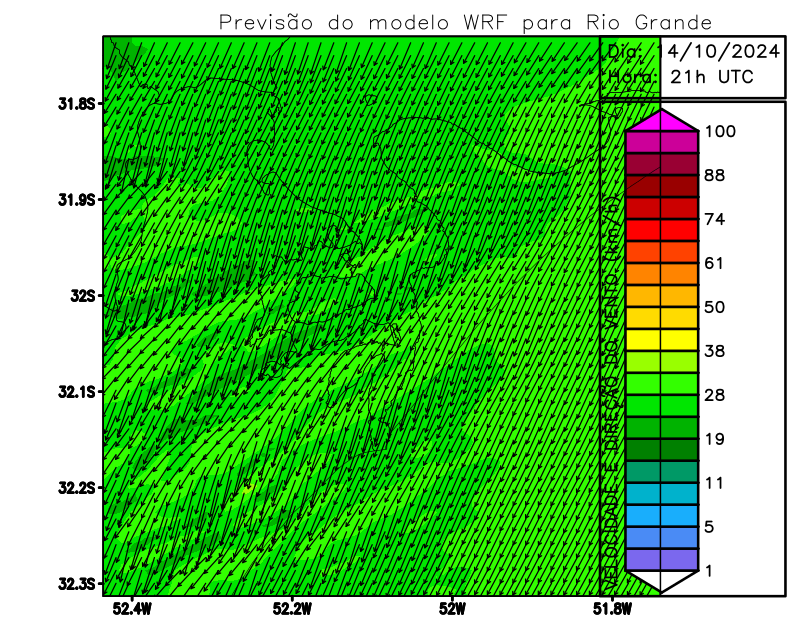 Previsão do modelo WRF para Rio Grande
Dia: 14/10/2024
Hora: 21h UTC
31.8S
31.9S
32S
32.1S
32.2S
32.3S
52.4W
52.2W
52W
51.8W
VELOCIDADE E DIREÇÃO DO VENTO (km/h)
100
88
74
61
50
38
28
19
11
5
1